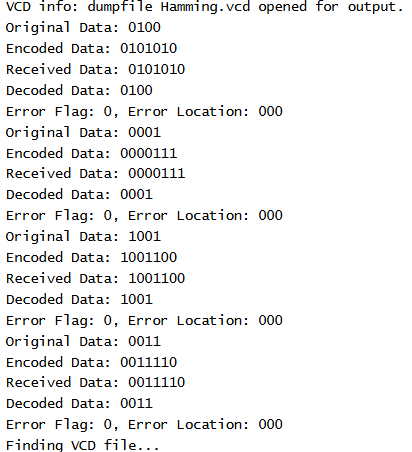 VCD info: dumpfile Hamming.vcd opened for output.
Original Data: 0100
Encoded Data: 0101010
Received Data: 0101010
Decoded Data: 0100
Error Flag: 0, Error Location: 000
Original Data: 0001
Encoded Data: 0000111
Received Data: 0000111
Decoded Data: 0001
Error Flag: 0, Error Location: 000
Original Data: 1001
Encoded Data: 1001100
Received Data: 1001100
Decoded Data: 1001
Error Flag: 0, Error Location: 000
Original Data: 0011
Encoded Data: 0011110
Received Data: 0011110
Decoded Data: 0011
Error Flag: 0, Error Location: 000
Finding VCD file...